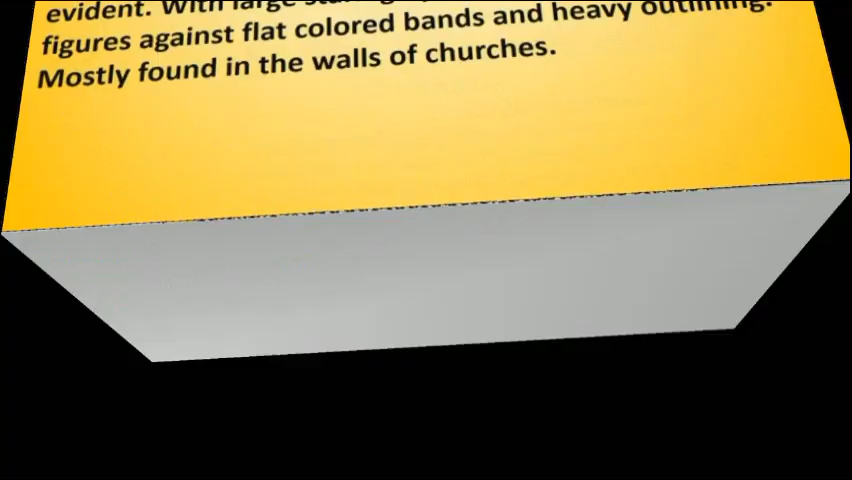 evident. With large
figures against flat colored bands and heavy outlining.
Mostly found in the walls of churches.